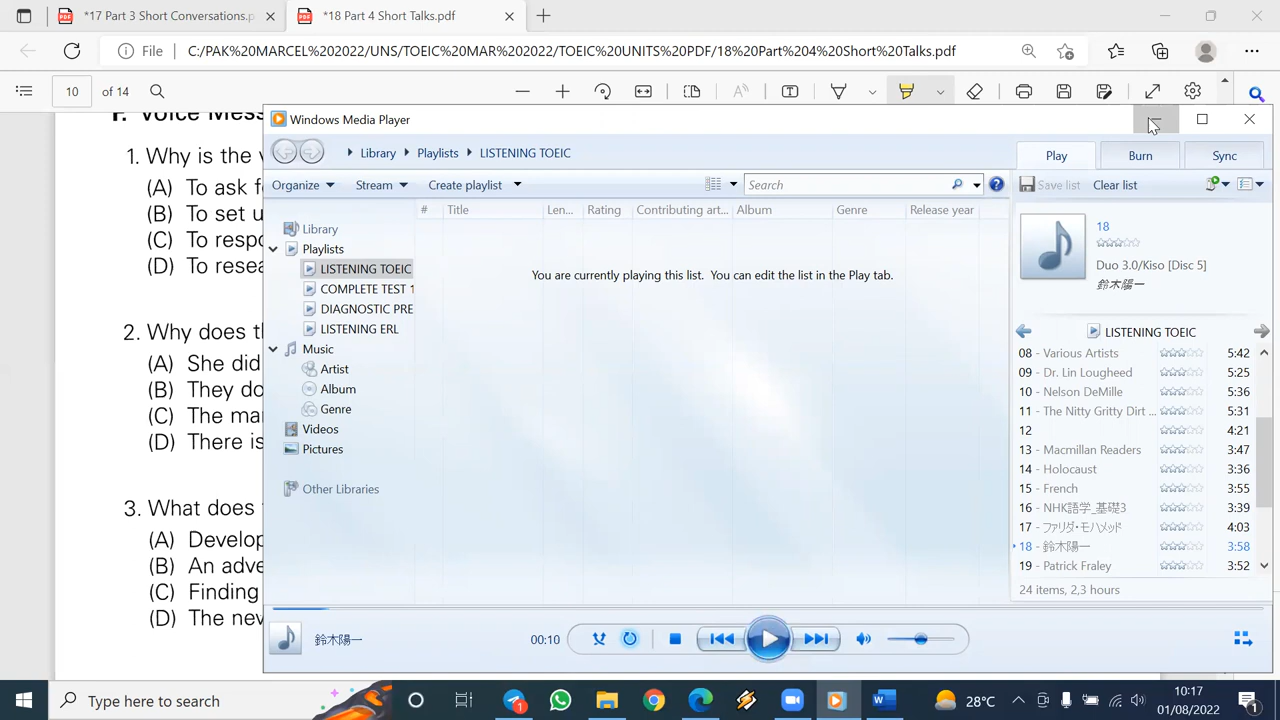 *17 Part 3 Short Conversations.p
*18 Part 4 Short Talks.pdf
File C:/PAK%20MARCEL%202022/UNS/TOEIC%20MAR%202022/TOEIC%20UNITS%20PDF/18%20Part%204%20Short%20Talks.pdf
10 of 14
F. Voice Mess
1. Why is the v
(A) To ask f
(B) To set u
(C) To respo
(D) To resea
2. Why does th
(A) She did
(B) They do
(C) The mar
(D) There is
3. What does
(A) Develop
(B) An adve
(C) Finding
(D) The nev
Windows Media Player
Library Playlists LISTENING TOEIC
Play Burn Sync
Organize Stream Create playlist Search Save list Clear list
# Title Len... Rating Contributing art... Album Genre Release year
Library
Playlists
LISTENING TOEIC
COMPLETE TEST 1
DIAGNOSTIC PRE
LISTENING ERL
Music
Artist
Album
Genre
Videos
Pictures
Other Libraries
You are currently playing this list. You can edit the list in the Play tab.
18
Duo 3.0/Kiso [Disc 5]
鈴木陽一
LISTENING TOEIC
08 - Various Artists 5:42
09 - Dr. Lin Lougheed 5:25
10 - Nelson DeMille 5:36
11 - The Nitty Gritty Dirt ... 5:31
12 4:21
13 - Macmillan Readers 3:47
14 - Holocaust 3:36
15 - French 3:55
16 - NHK語学_基礎3 3:39
17 - ファリダ・モハメッド 4:03
18 - 鈴木陽一 3:58
19 - Patrick Fraley 3:52
24 items, 2,3 hours
鈴木陽一 00:10
Type here to search
1
28°C
10:17
01/08/2022
1